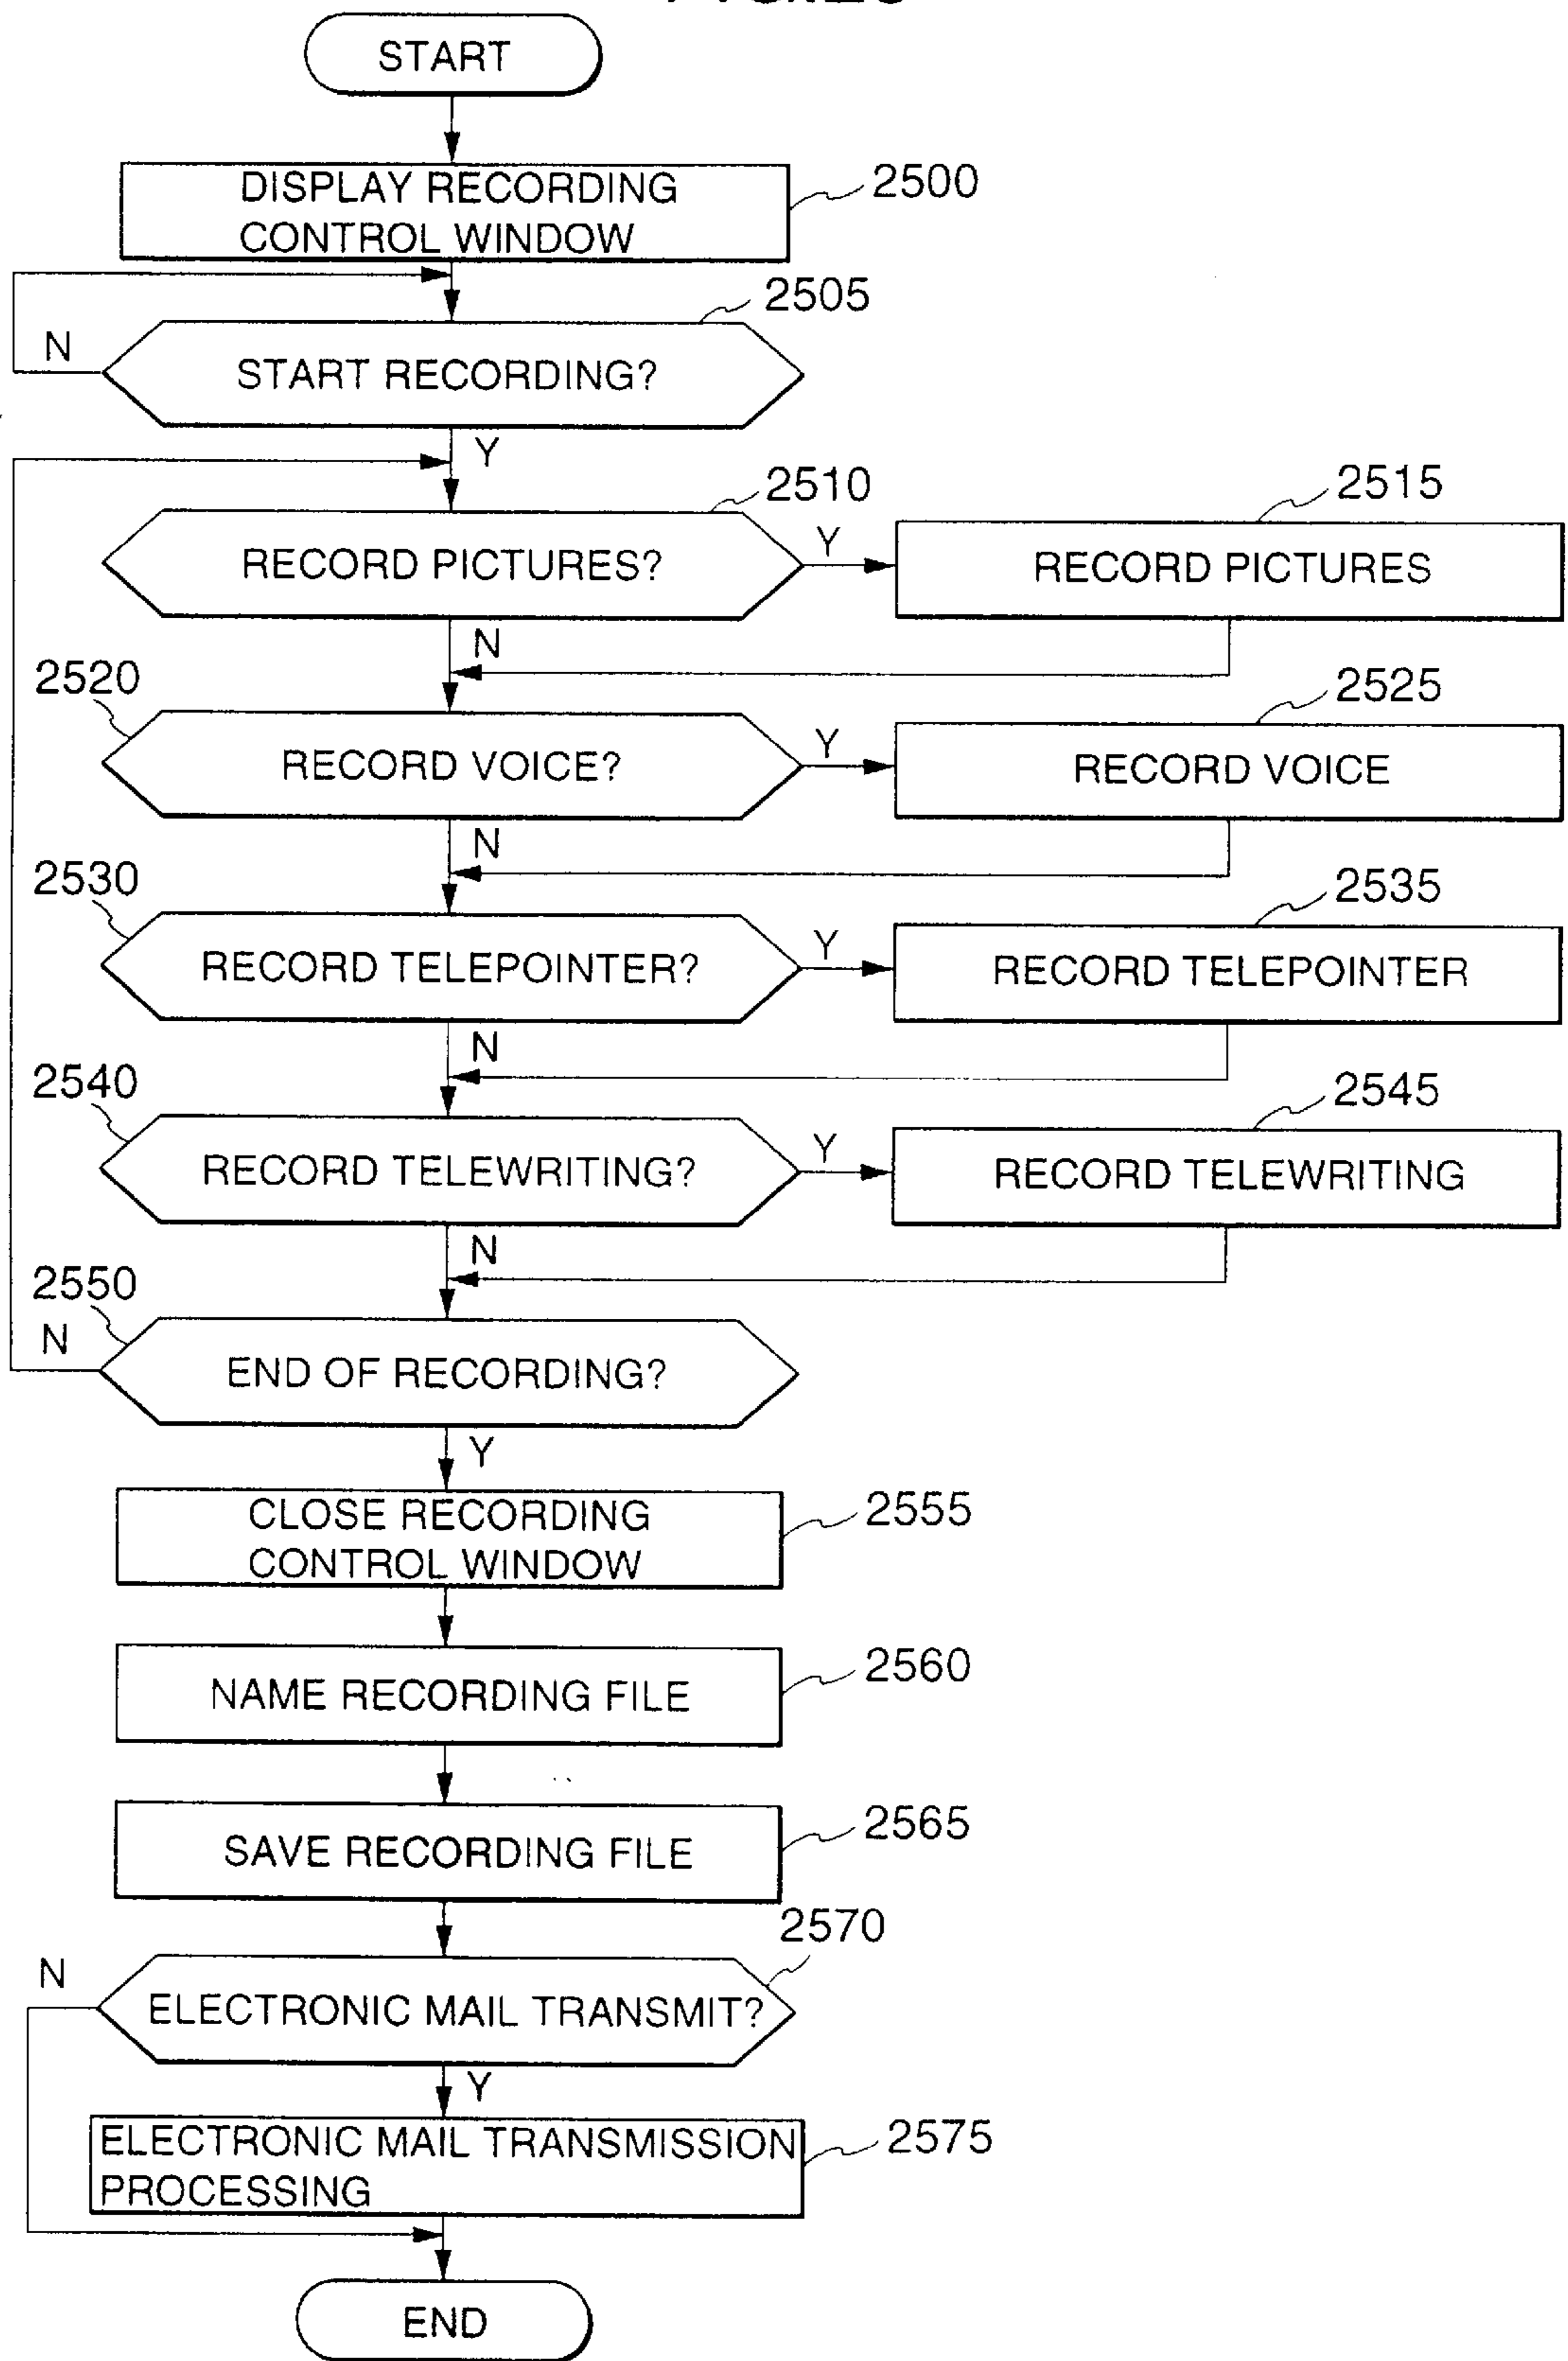 START
DISPLAY RECORDING
CONTROL WINDOW
2500
2505
N
START RECORDING?
Y
2510
2515
RECORD PICTURES?
Y
RECORD PICTURES
N
2520
2525
RECORD VOICE?
Y
RECORD VOICE
N
2530
2535
RECORD TELEPOINTER?
Y
RECORD TELEPOINTER
N
2540
2545
RECORD TELEWRITING?
Y
RECORD TELEWRITING
N
2550
N
END OF RECORDING?
Y
CLOSE RECORDING
CONTROL WINDOW
2555
NAME RECORDING FILE
2560
SAVE RECORDING FILE
2565
2570
N
ELECTRONIC MAIL TRANSMIT?
Y
ELECTRONIC MAIL TRANSMISSION
PROCESSING
2575
END